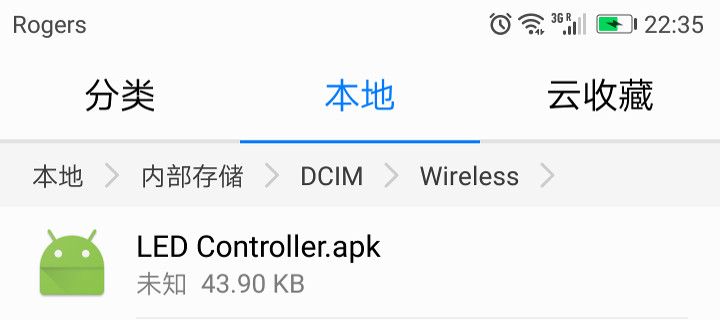 Rogers 3G R 22:35
分类 本地 云收藏
本地 内部存储 DCIM Wireless
LED Controller.apk
未知 43.90 KB